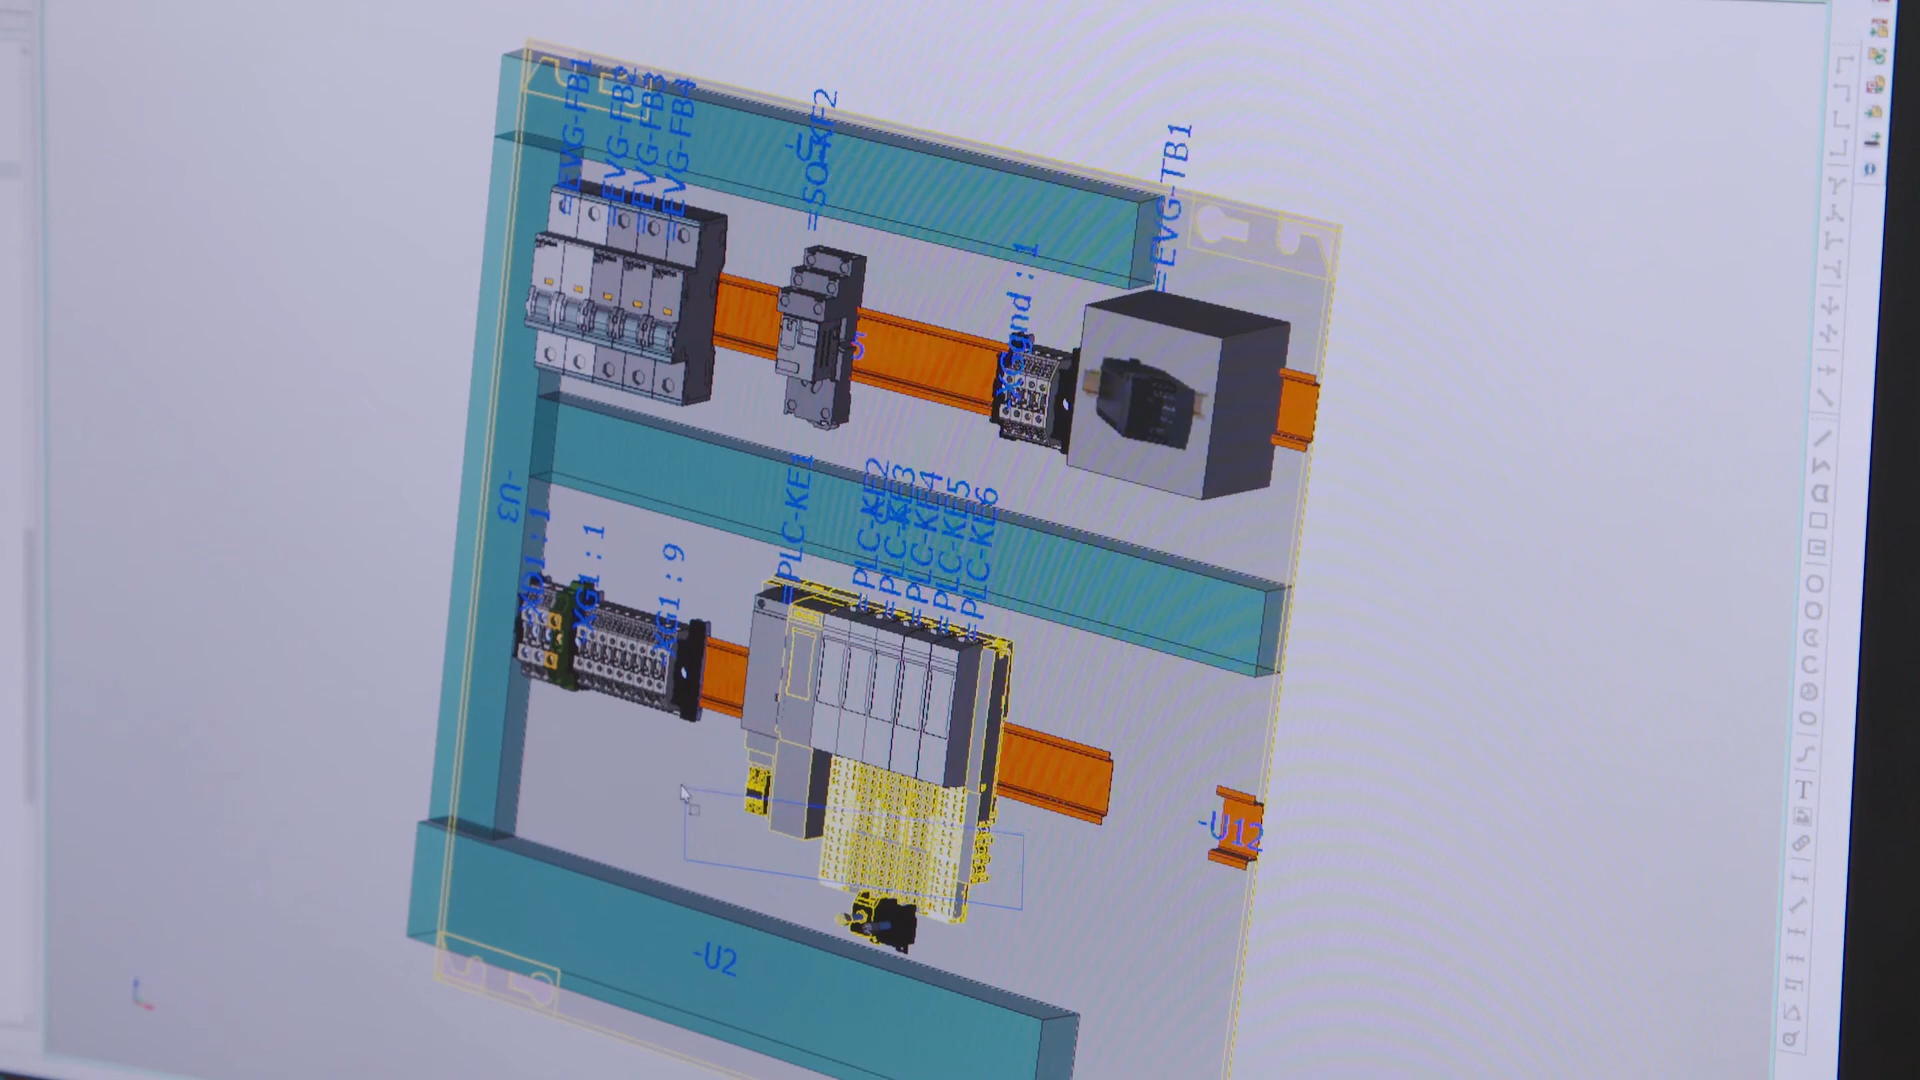 =EVG-FB1
=EVG-FB2
=EVG-FB3
=EVG-FB4
=SO-KF2
=EVG-TB1
-XGnd:1
-U3
-XD1:1
-XG1:1
-XG1:9
=PLC-KE1
=PLC-KE2
=PLC-KE3
=PLC-KE4
=PLC-KE5
=PLC-KE6
-U12
-U2